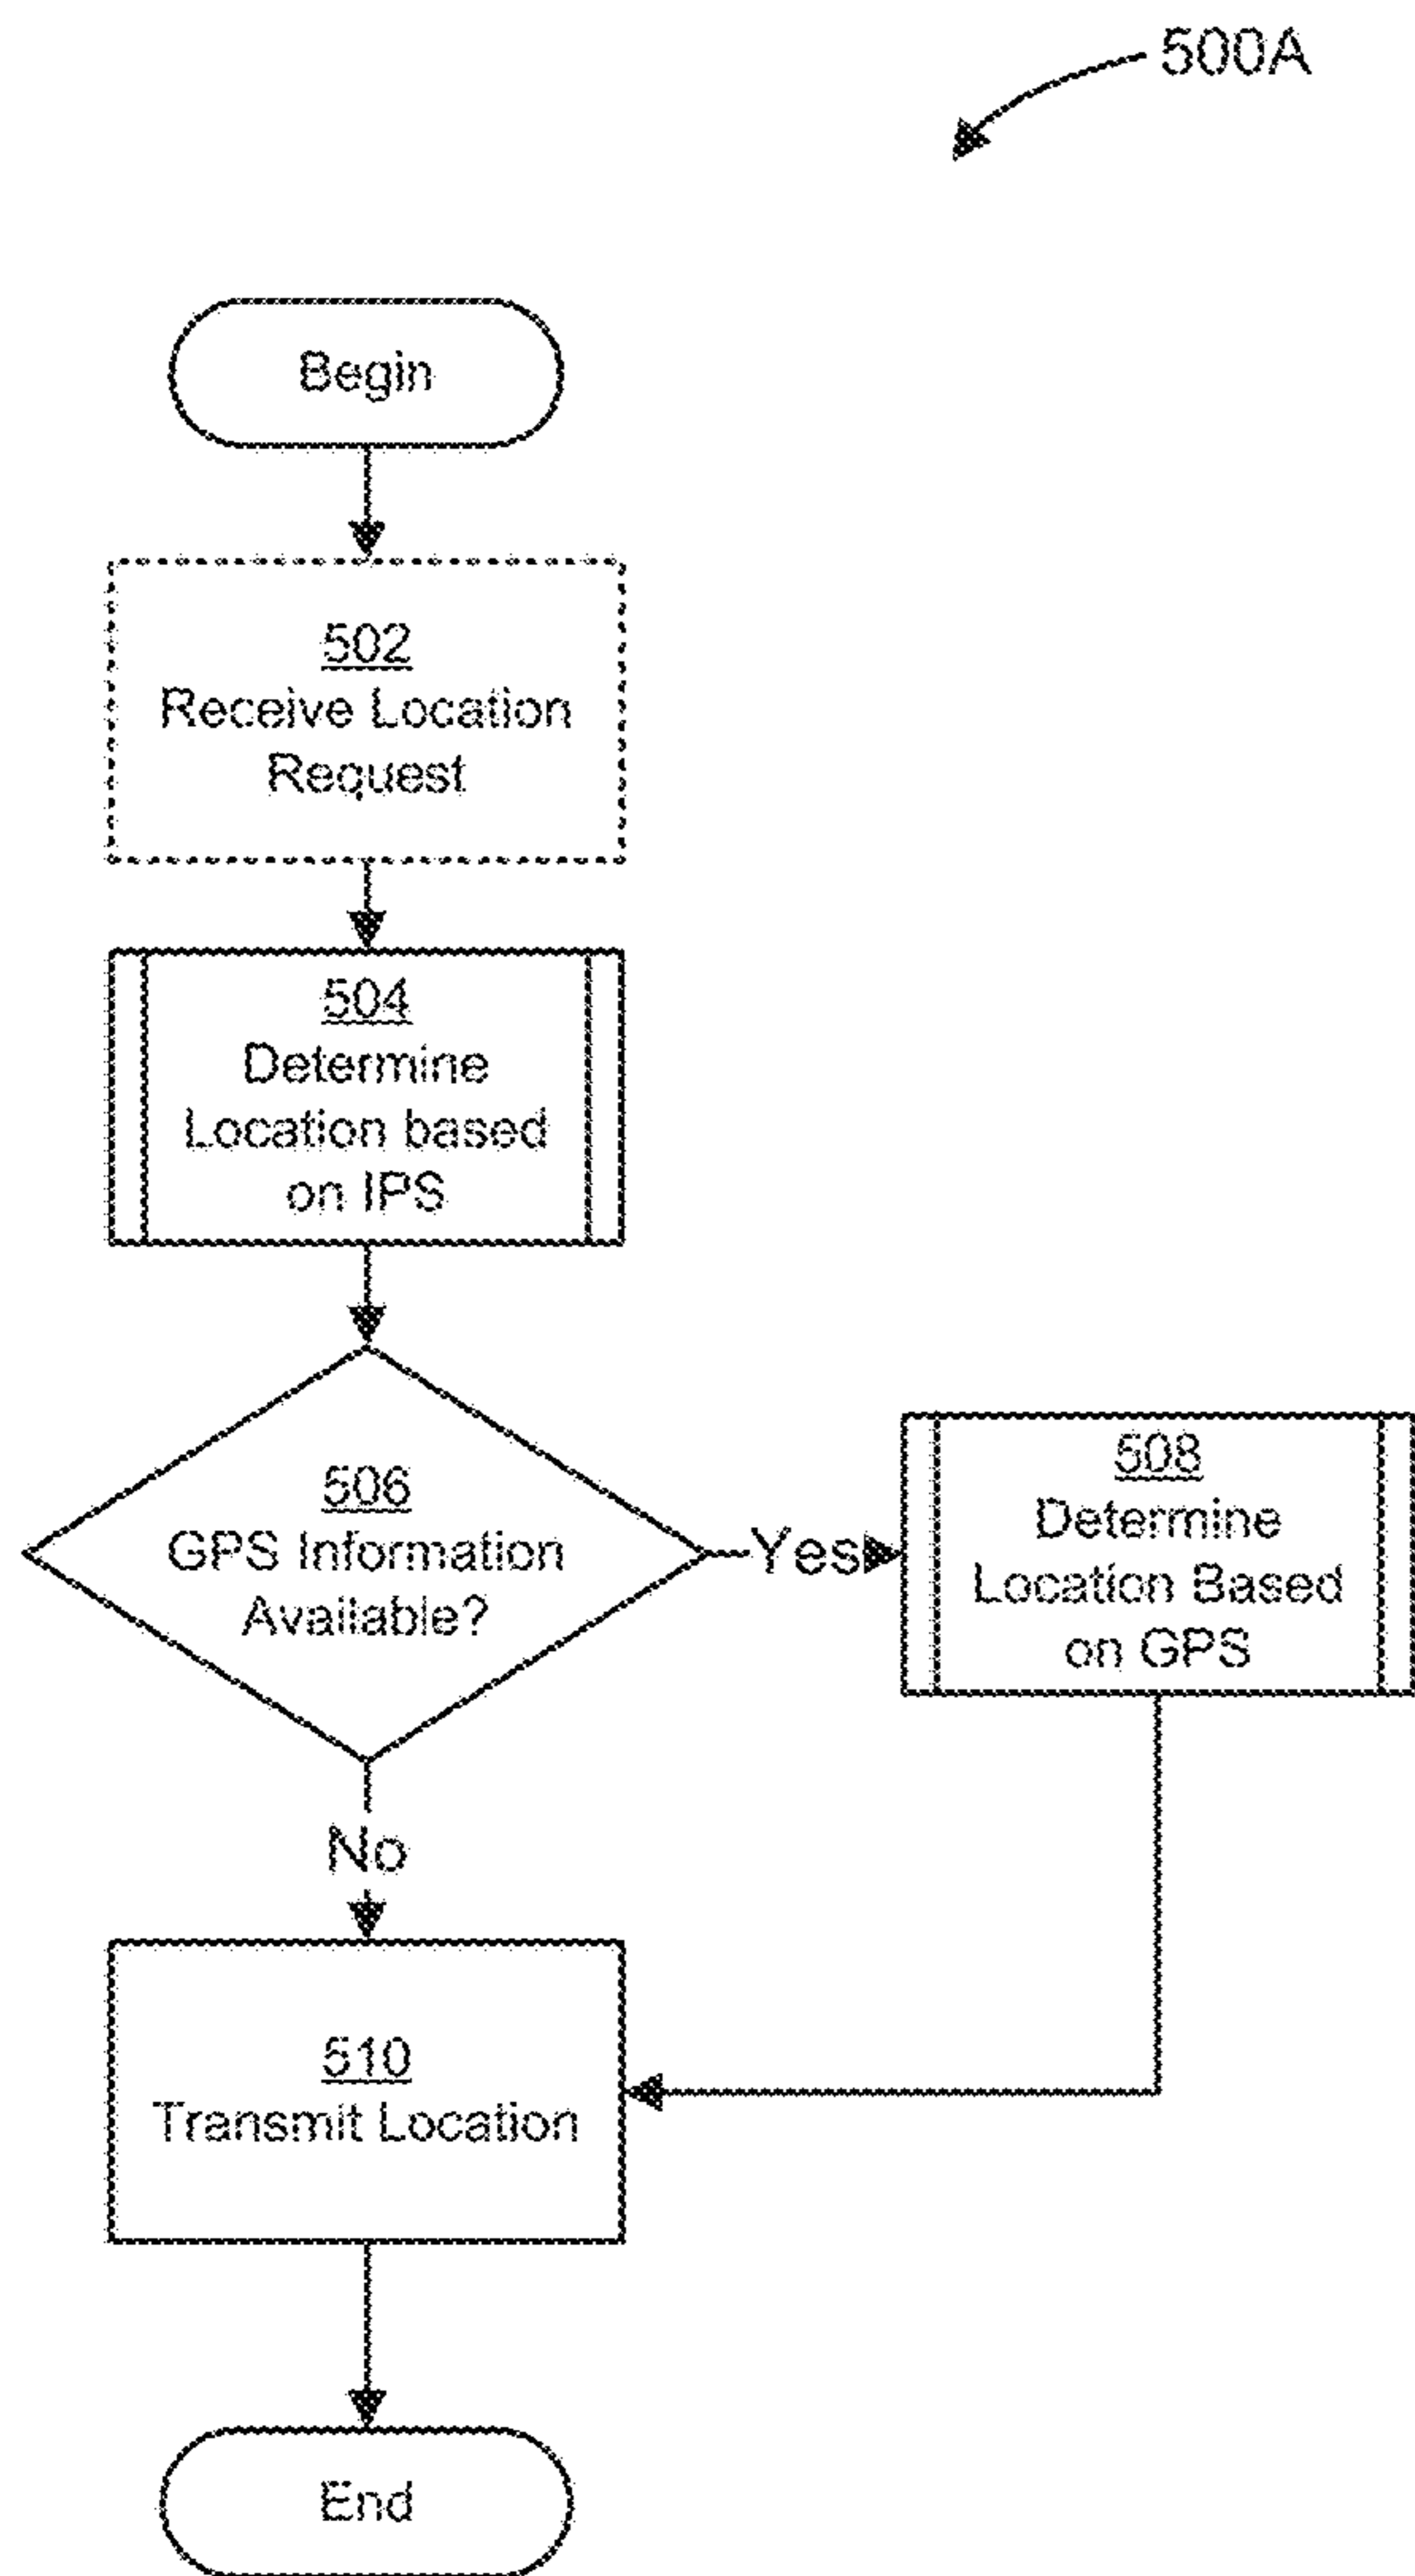 500A
Begin
502
Receive Location
Request
504
Determine
Location based
on IPS
506
GPS Information
Available?
Yes
508
Determine
Location Based
on GPS
No
510
Transmit Location
End